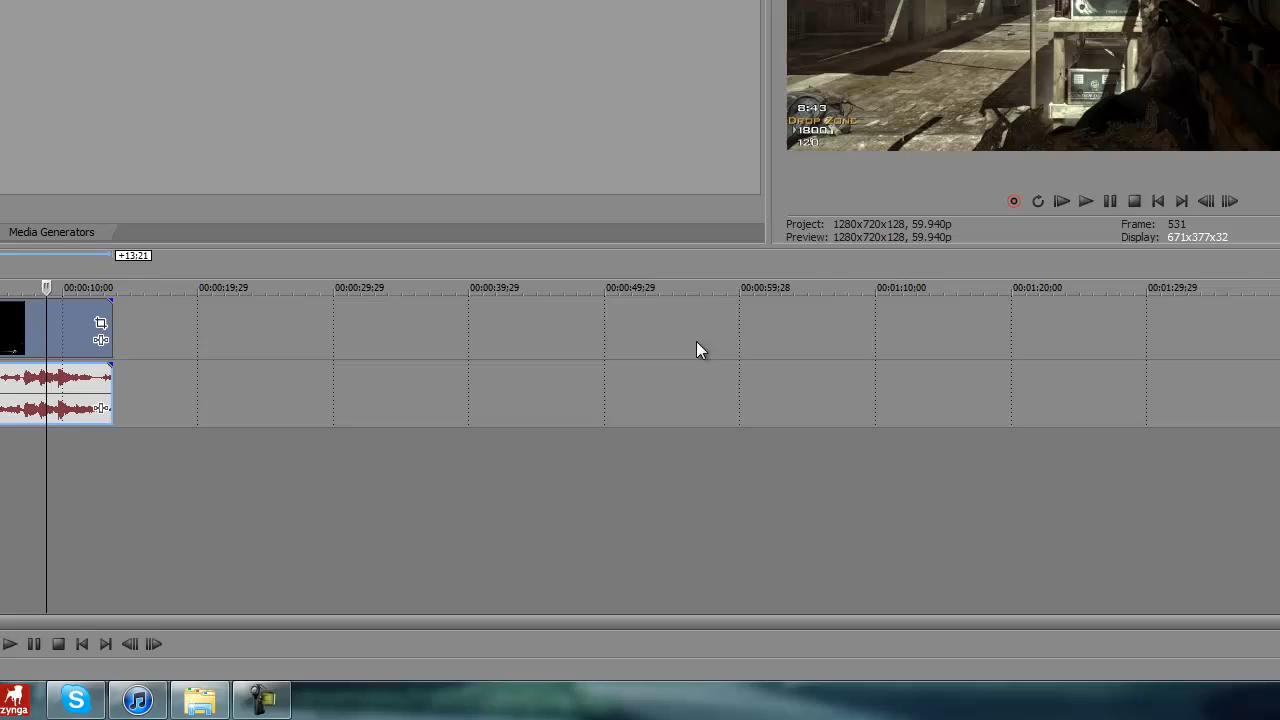 8:43
DROP ZONE
1800
120
Project: 1280x720x128, 59.940p
Frame: 531
Preview: 1280x720x128, 59.940p
Display: 671x377x32
Media Generators
+13;21
00:00:10;00
00:00:19;29
00:00:29;29
00:00:39;29
00:00:49;29
00:00:59;28
00:01:10;00
00:01:20;00
00:01:29;29
zynga